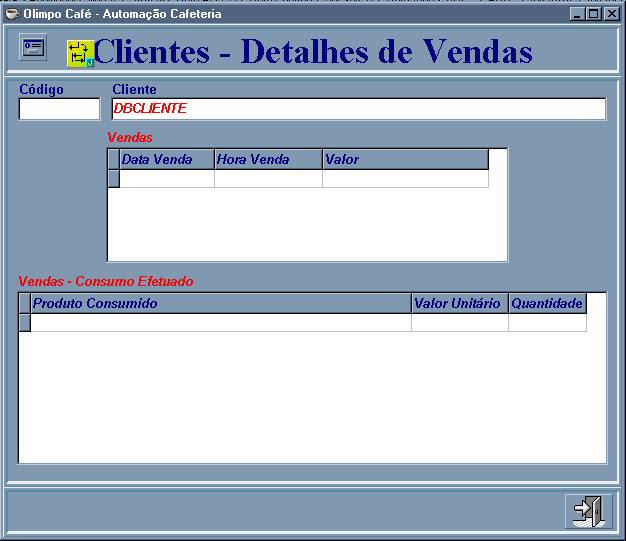 Olimpo Café - Automação Cafeteria
Clientes - Detalhes de Vendas
Código Cliente
DBCLIENTE
Vendas
Data Venda Hora Venda Valor
Vendas - Consumo Efetuado
Produto Consumido Valor Unitário Quantidade